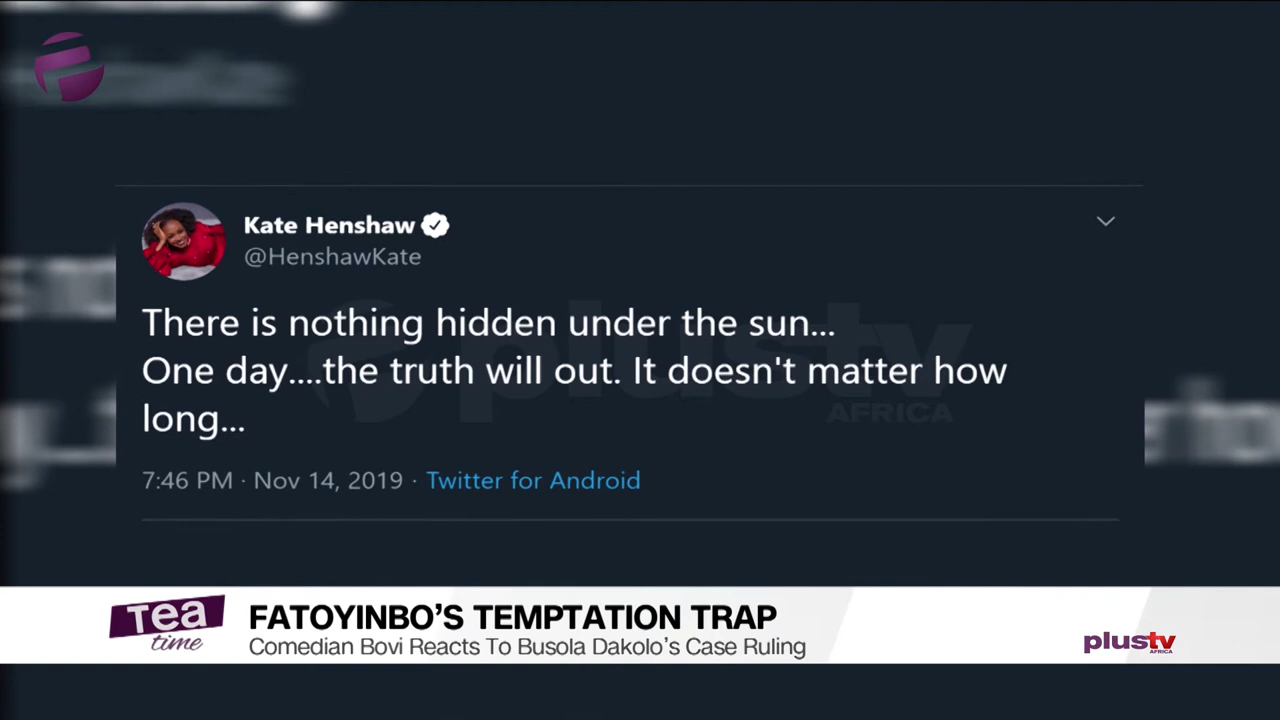 Kate Henshaw
@HenshawKate
There is nothing hidden under the sun...
One day....the truth will out. It doesn't matter how
long...
7:46 PM · Nov 14, 2019 · Twitter for Android
plustv
AFRICA
Tea
time
FATOYINBO'S TEMPTATION TRAP
Comedian Bovi Reacts To Busola Dakolo's Case Ruling
plustv
AFRICA